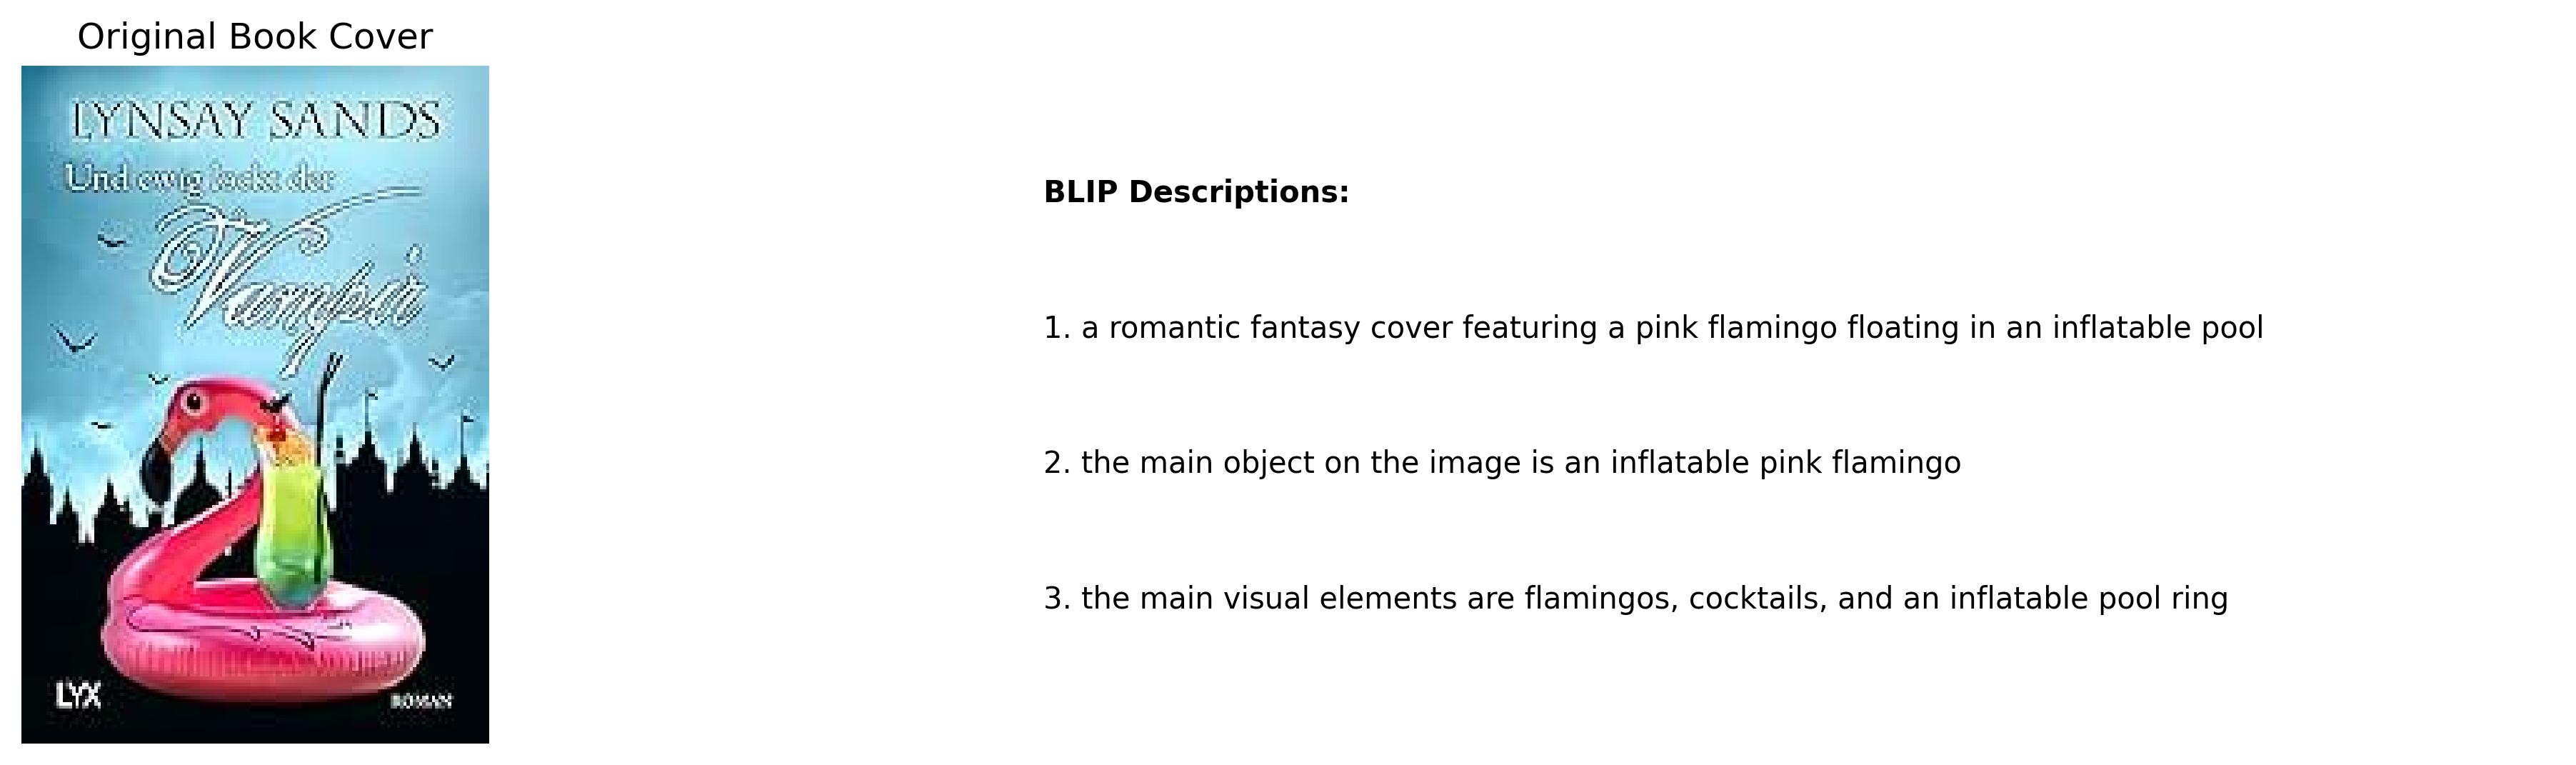 Original Book Cover
LYNSAY SANDS
Und ewig lockt der
Vampir
LYX
ROMAN
BLIP Descriptions:
1. a romantic fantasy cover featuring a pink flamingo floating in an inflatable pool
2. the main object on the image is an inflatable pink flamingo
3. the main visual elements are flamingos, cocktails, and an inflatable pool ring